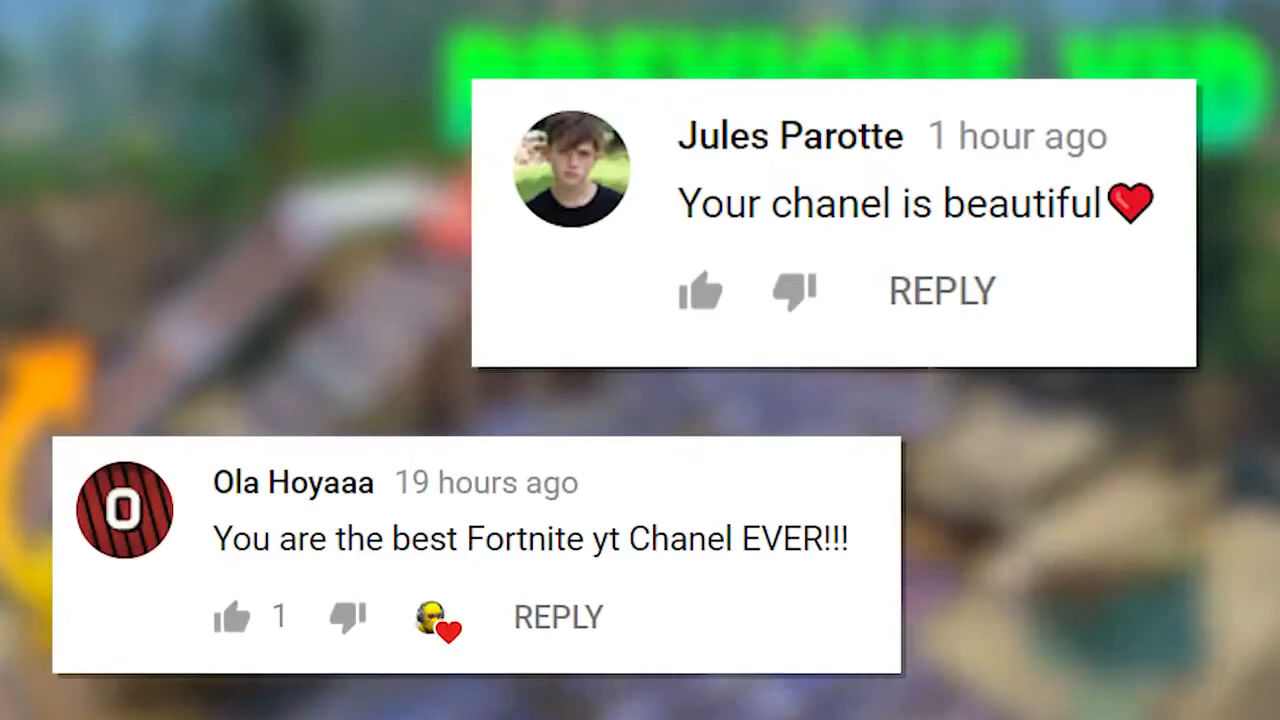 Jules Parotte 1 hour ago
Your chanel is beautiful❤
REPLY
O
Ola Hoyaaa 19 hours ago
You are the best Fortnite yt Chanel EVER!!!
1 REPLY